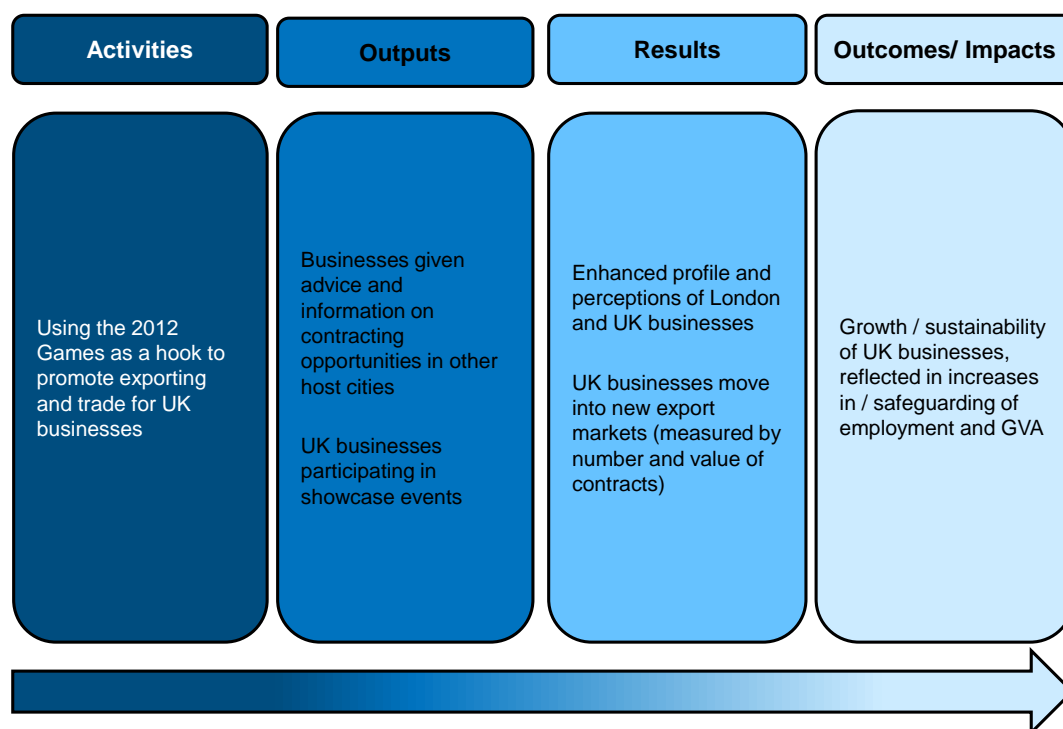 Activities
Outputs
Results
Outcomes/ Impacts
Using the 2012
Games as a hook to
promote exporting
and trade for UK
businesses
Businesses given
advice and
information on
contracting
opportunities in other
host cities
UK businesses
participating in
showcase events
Enhanced profile and
perceptions of London
and UK businesses
UK businesses move
into new export
markets (measured by
number and value of
contracts)
Growth / sustainability
of UK businesses,
reflected in increases
in / safeguarding of
employment and GVA